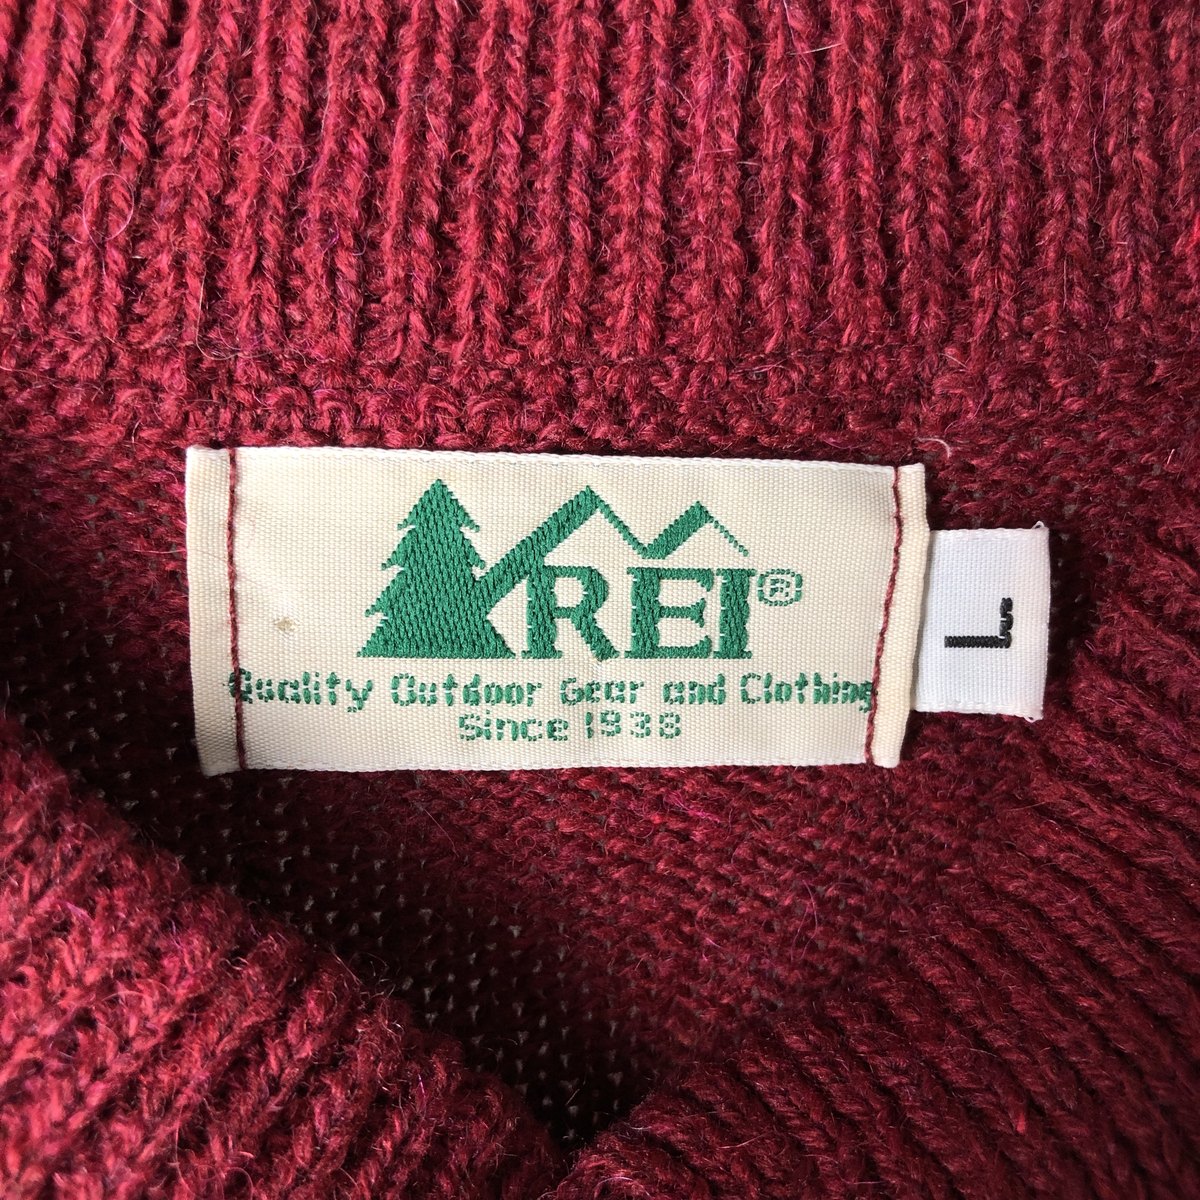 REI®
Quality Outdoor Gear and Clothing
Since 1938
L